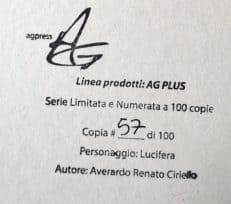 agpress AG
Linea prodotti: AG PLUS
Serie Limitata e Numerata a 100 copie
Copia # 57 di 100
Personaggio: Lucifera
Autore: Averardo Renato Ciriello